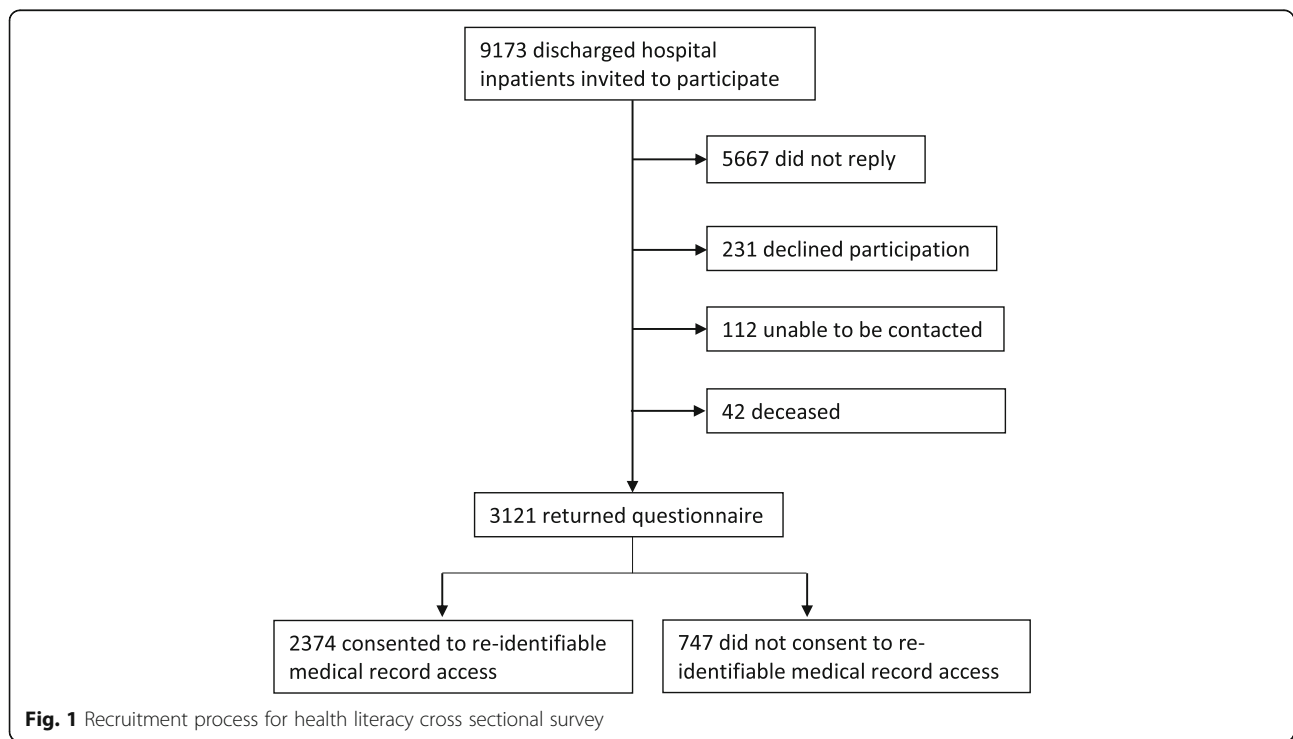 9173 discharged hospital
inpatients invited to participate
5667 did not reply
231 declined participation
112 unable to be contacted
42 deceased
3121 returned questionnaire
2374 consented to re-identifiable
medical record access
747 did not consent to re-
identifiable medical record access
Fig. 1 Recruitment process for health literacy cross sectional survey